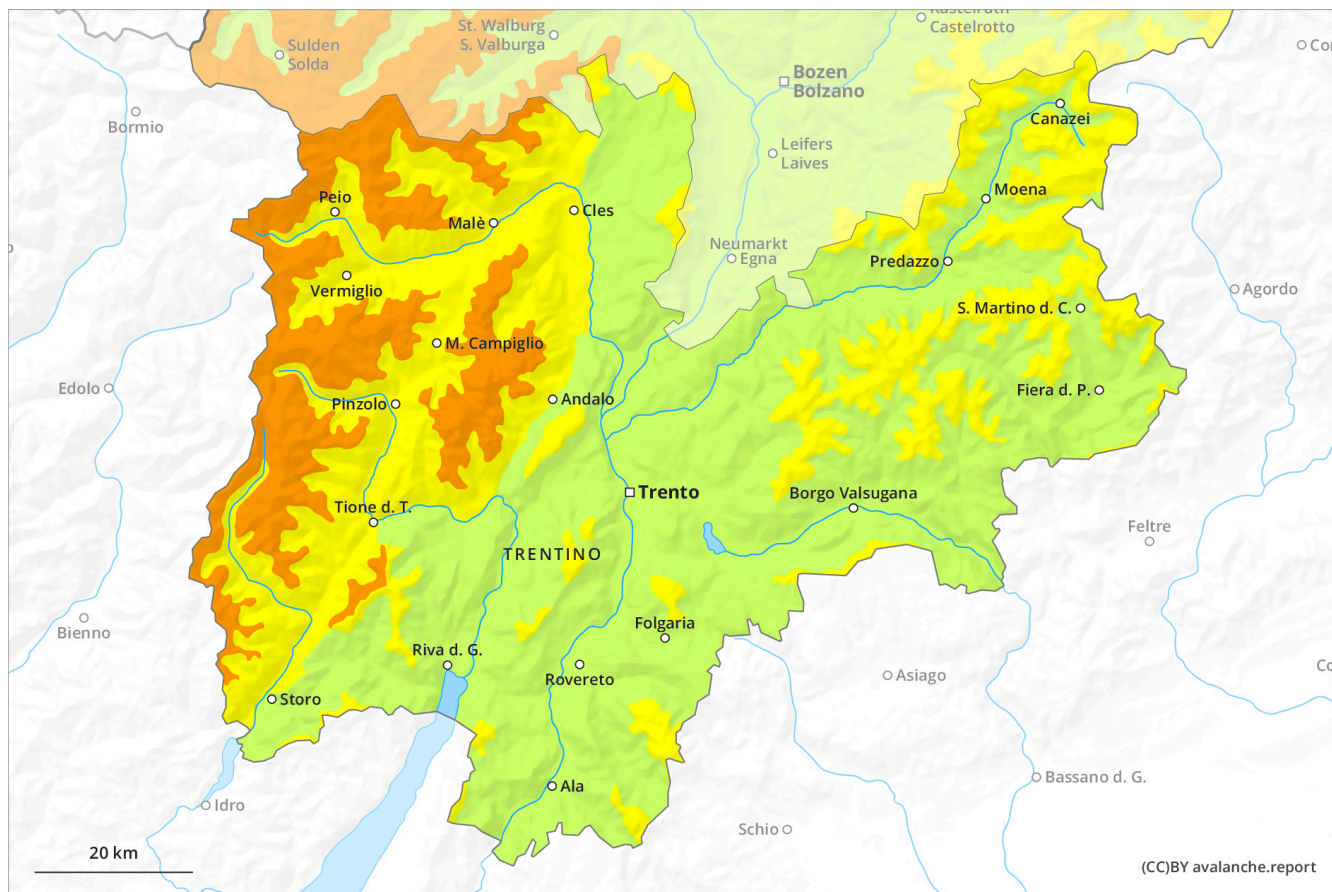 St. Walburg
S. Valburga
Castelrotto
Sulden
Solda
Bozen
Bolzano
Bormio
Canazei
Leifers
Laives
Peio
Moena
Malè
Cles
Neumarkt
Egna
Predazzo
Vermiglio
Agordo
S. Martino d. C.
M. Campiglio
Edolo
Fiera d. P.
Pinzolo
Andalo
Trento
Borgo Valsugana
Tione d. T.
Feltre
TRENTINO
Bienno
Folgaria
Riva d. G.
Asiago
Rovereto
Storo
Bassano d. G.
Ala
Idro
Schio
20 km
(CC)BY avalanche.report